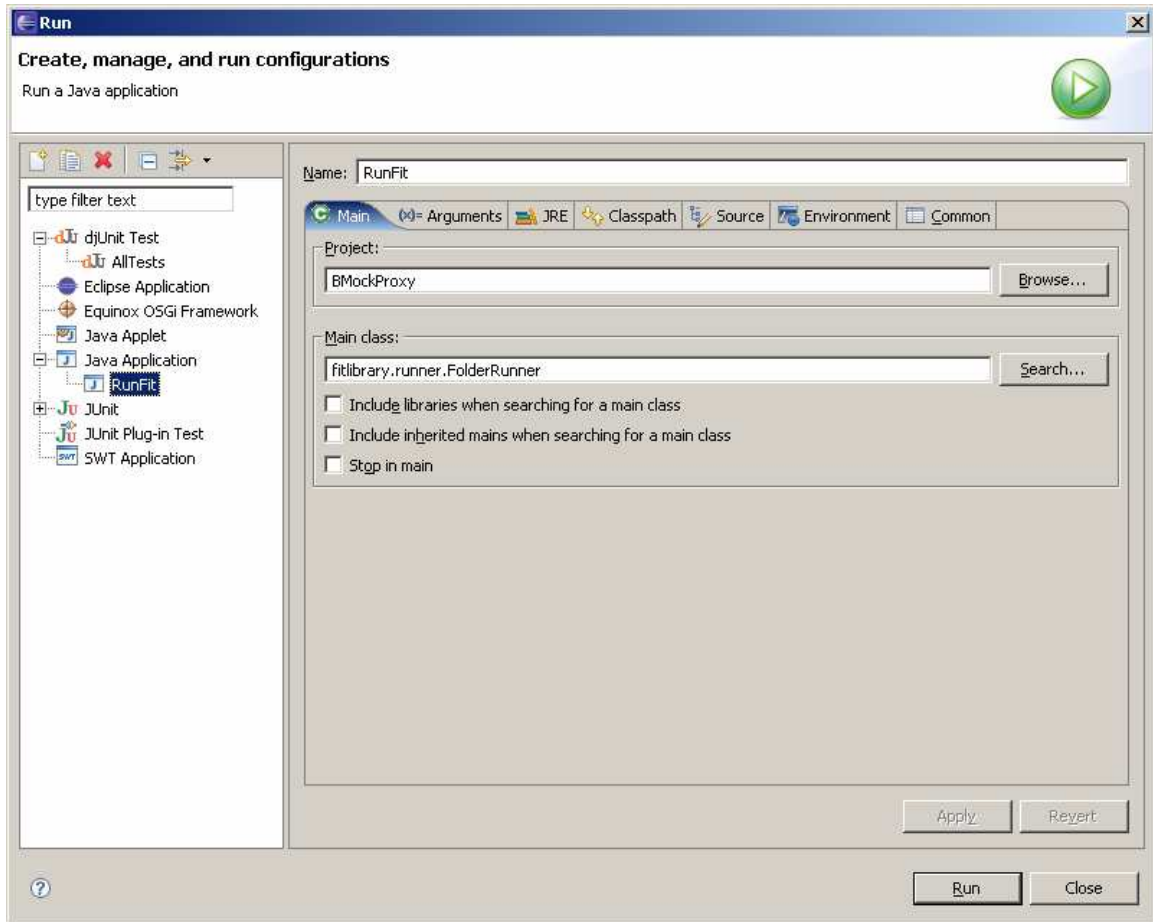 Run
Create, manage, and run configurations
Run a Java application
type filter text
djUnit Test
AllTests
Eclipse Application
Equinox OSGi Framework
Java Applet
Java Application
RunFit
JUnit
JUnit Plug-in Test
SWT Application
Name: RunFit
Main (x)= Arguments JRE Classpath Source Environment Common
Project:
BMockProxy Browse...
Main class:
fitlibrary.runner.FolderRunner Search...
Include libraries when searching for a main class
Include inherited mains when searching for a main class
Stop in main
Apply Revert
Run Close